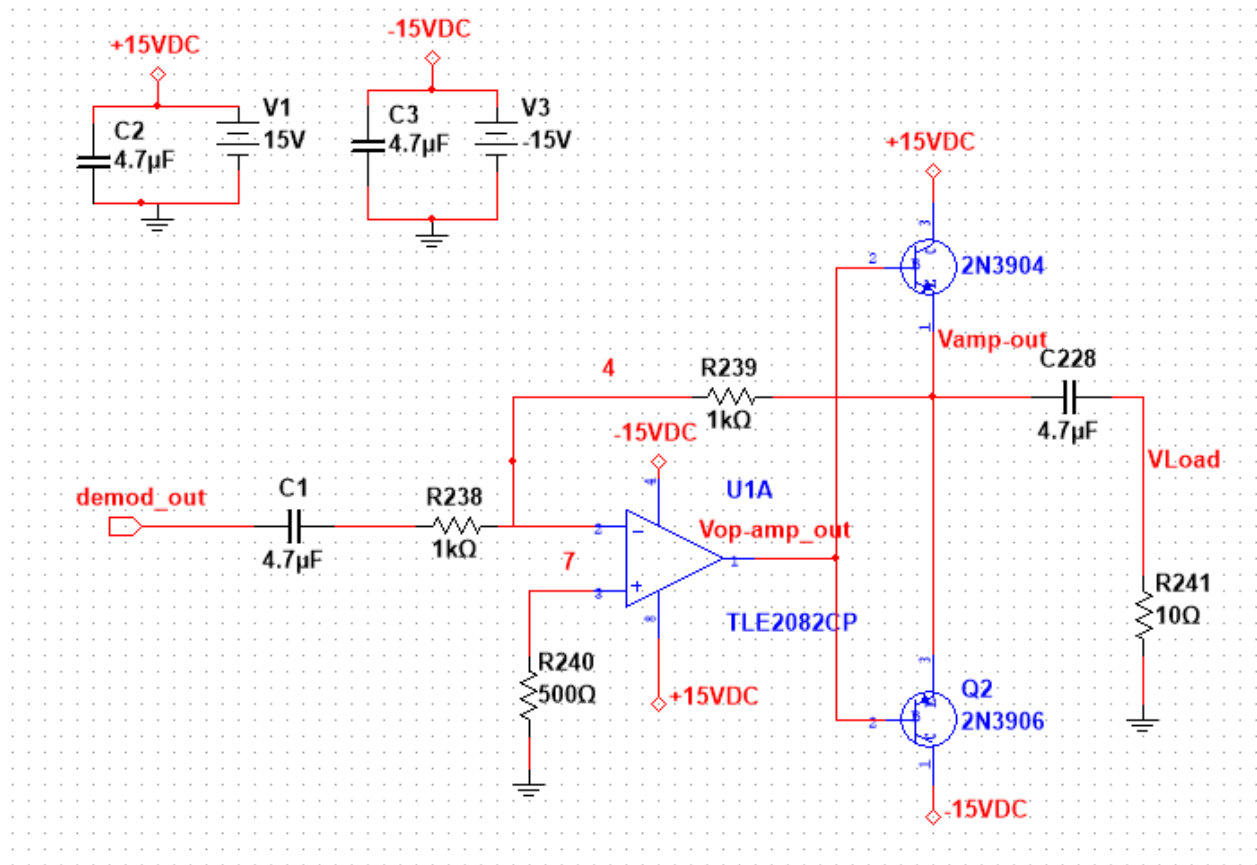 +15VDC
-15VDC
V1
15V
C2
4.7µF
V3
-15V
C3
4.7µF
+15VDC
3
2
C
B
E
2N3904
1
Vamp-out
C228
4.7µF
4
R239
1kΩ
-15VDC
VLoad
demod_out
C1
4.7µF
R238
1kΩ
4
U1A
Vop-amp_out
2
1
7
3
8
TLE2082CP
R241
10Ω
R240
500Ω
+15VDC
3
Q2
2N3906
2
E
B
C
1
-15VDC